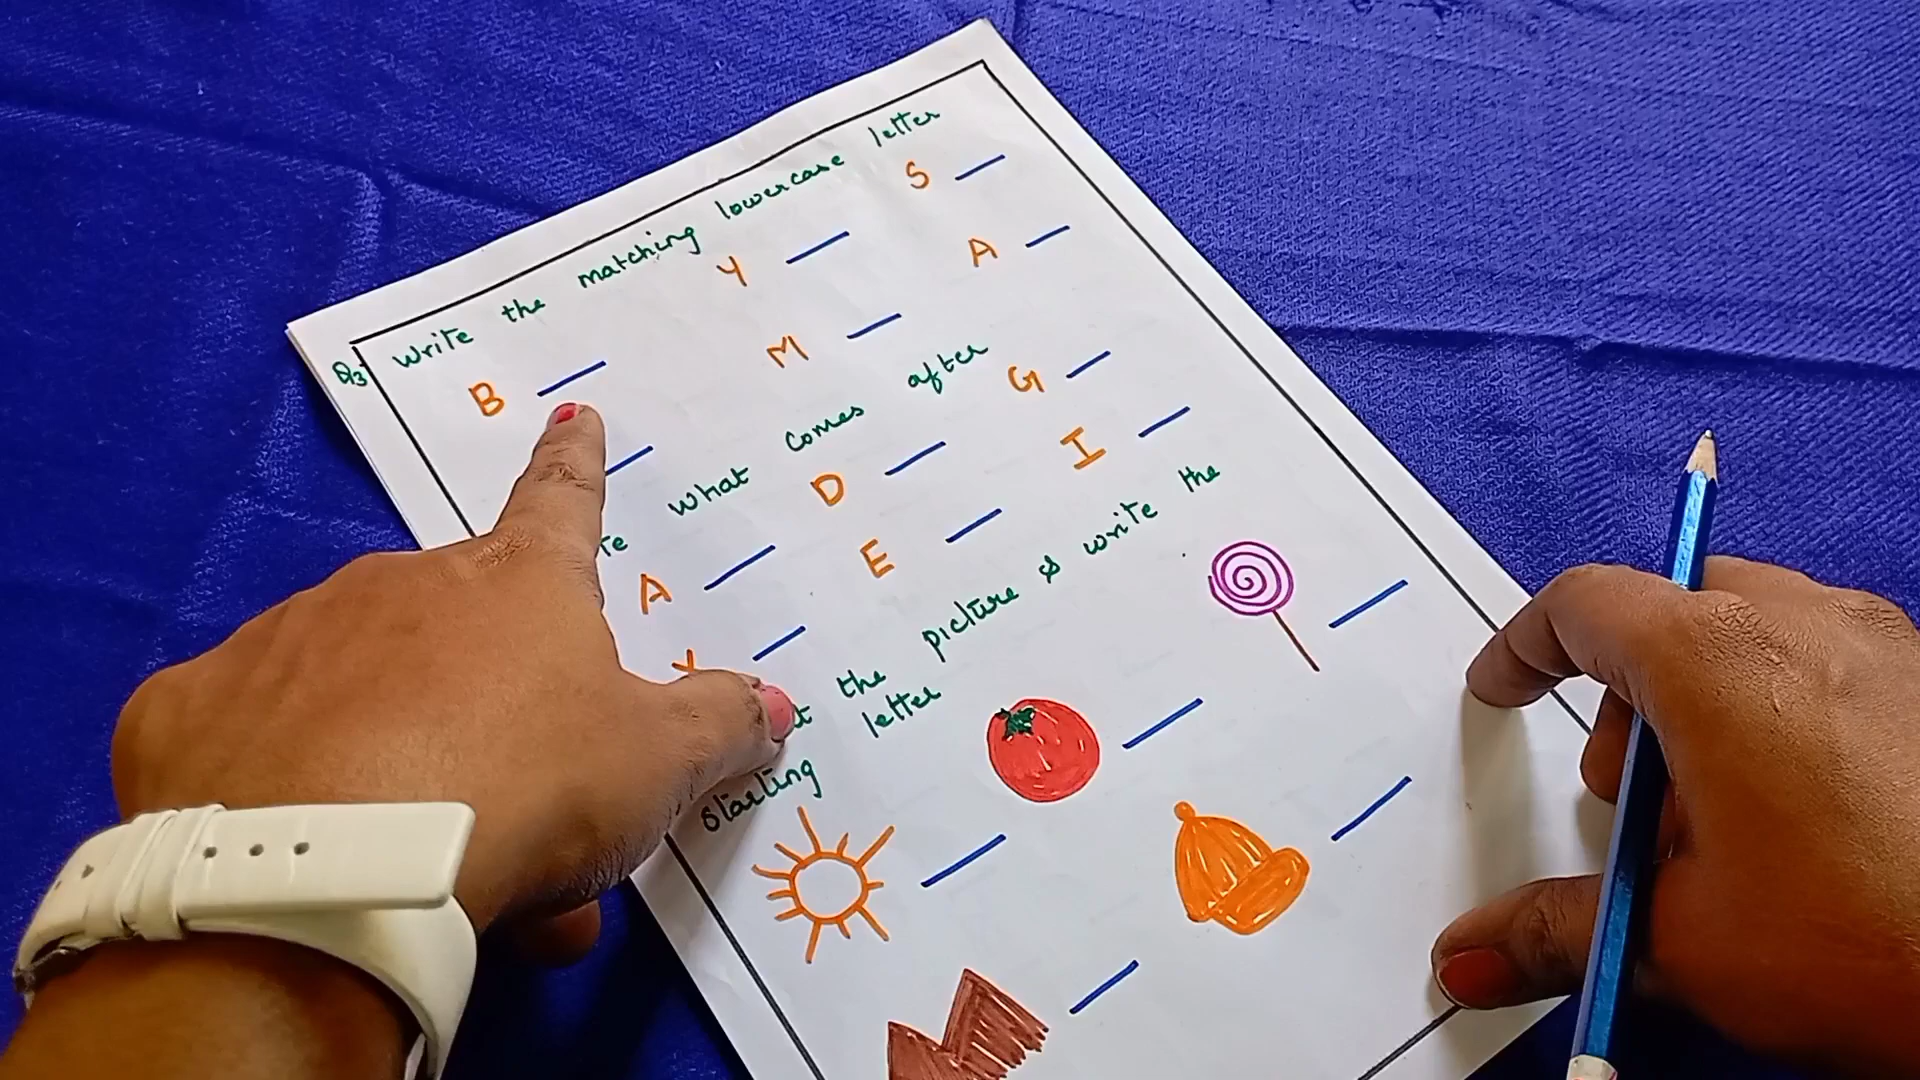 Q3 Write the matching lowercase letter
B Y S
M A
what comes after
A D G
Y E I
the picture & write the
starting letter